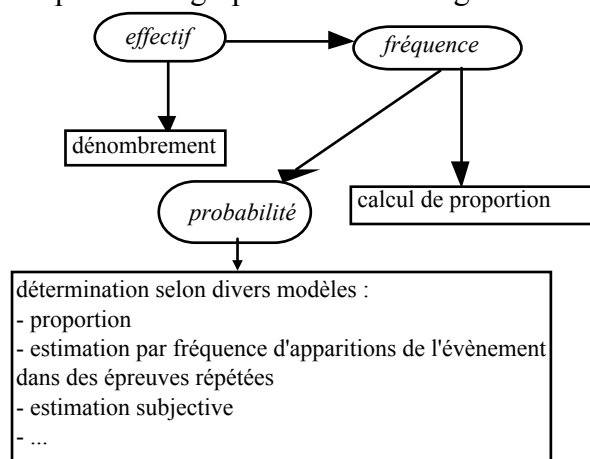 effectif
fréquence
dénombrement
probabilité
calcul de proportion
détermination selon divers modèles :
- proportion
- estimation par fréquence d'apparitions de l'évènement
dans des épreuves répétées
- estimation subjective
- ...